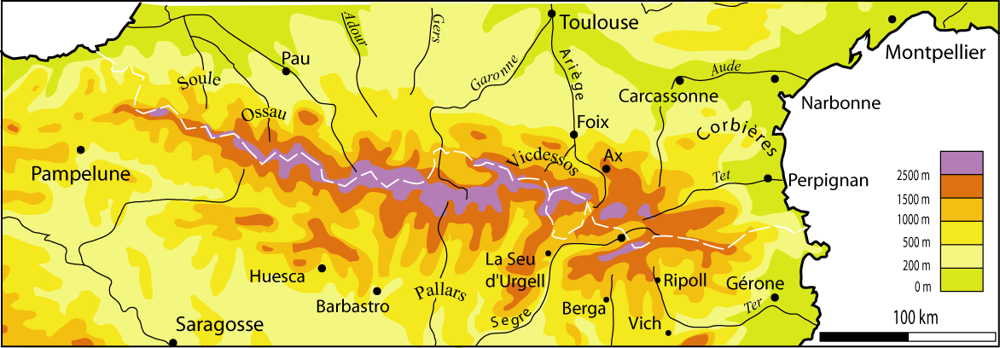 Toulouse
Adour
Gers
Montpellier
Pau
Garonne
Ariège
Aude
Soule
Carcassonne
Narbonne
Ossau
Foix
Corbières
Vicdessos
Ax
Pampelune
Tet
Perpignan
2500 m
1500 m
1000 m
500 m
200 m
0 m
La Seu
d'Urgell
Huesca
Ripoll
Gérone
Pallars
Barbastro
Berga
Ter
Segre
Vich
Saragosse
100 km